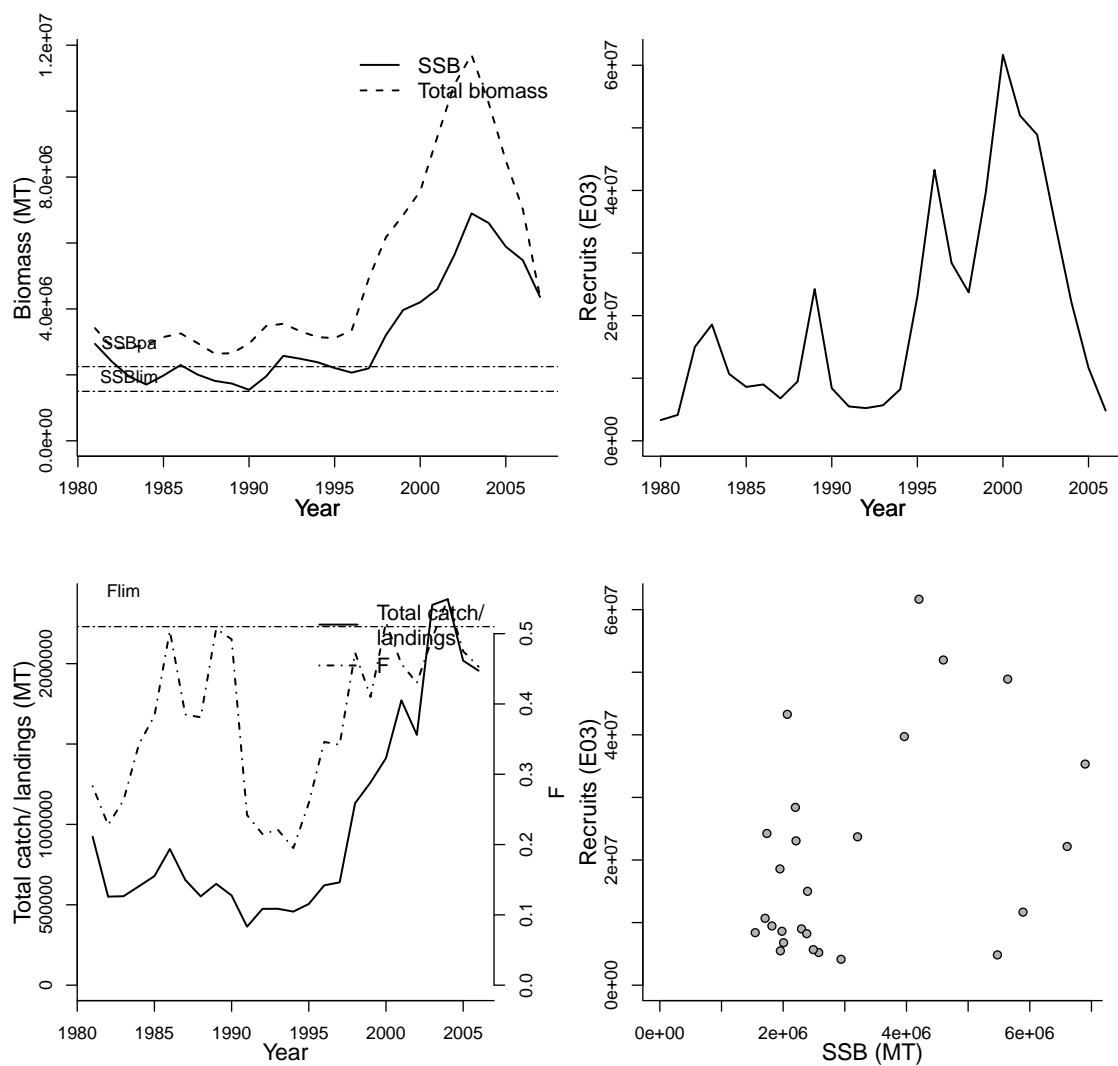 SSB
Total biomass
SSBpa
SSBlim
Biomass (MT)
0.0e+00
4.0e+06
8.0e+06
1.2e+07
1980
1985
1990
1995
2000
2005
Year
Recruits (E03)
0e+00
2e+07
4e+07
6e+07
1980
1985
1990
1995
2000
2005
Year
Flim
Total catch/
landings
F
Total catch/ landings (MT)
0
500000
1000000
2000000
0.0
0.1
0.2
0.3
0.4
0.5
F
1980
1985
1990
1995
2000
2005
Year
Recruits (E03)
0e+00
2e+07
4e+07
6e+07
0e+00
2e+06
4e+06
6e+06
SSB (MT)